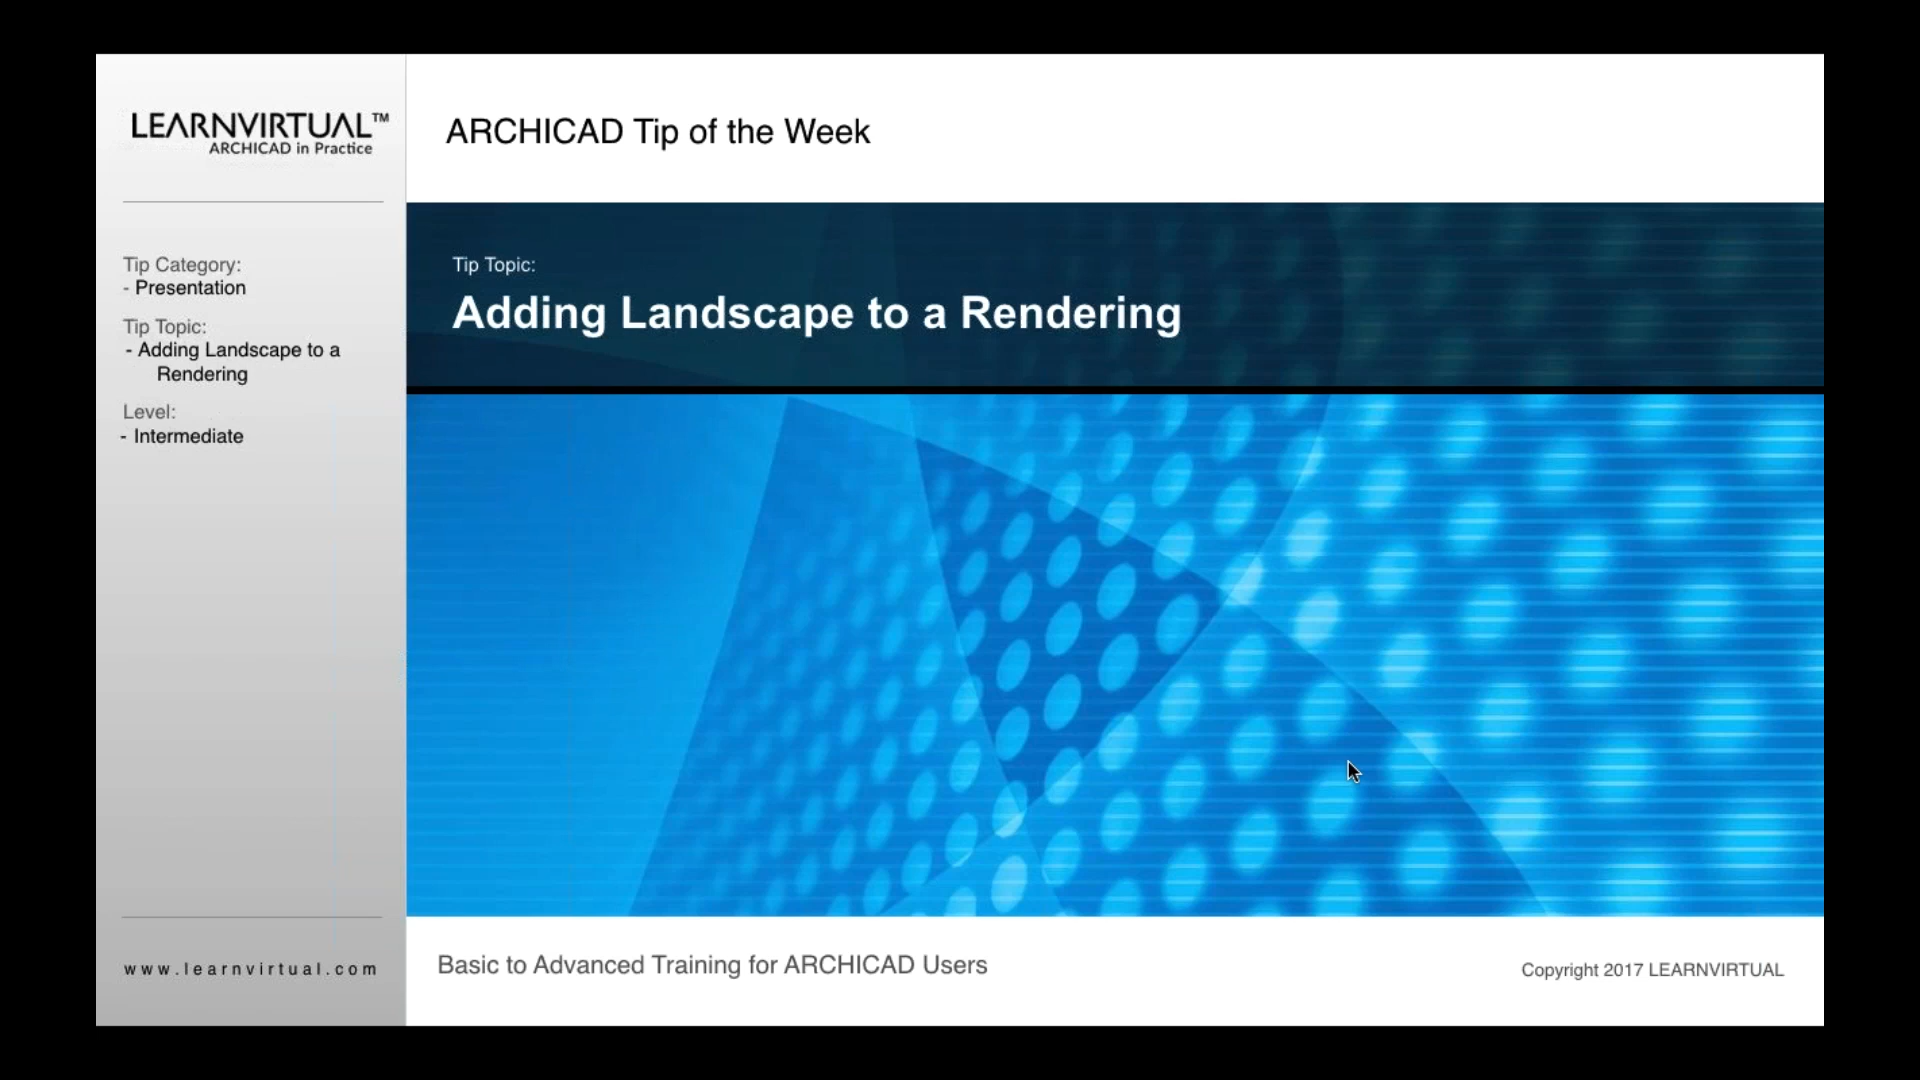 LEARNVIRTUAL™
ARCHICAD in Practice
Tip Category:
- Presentation
Tip Topic:
- Adding Landscape to a
Rendering
Level:
- Intermediate
www.learnvirtual.com
ARCHICAD Tip of the Week
Tip Topic:
Adding Landscape to a Rendering
Basic to Advanced Training for ARCHICAD Users
Copyright 2017 LEARNVIRTUAL